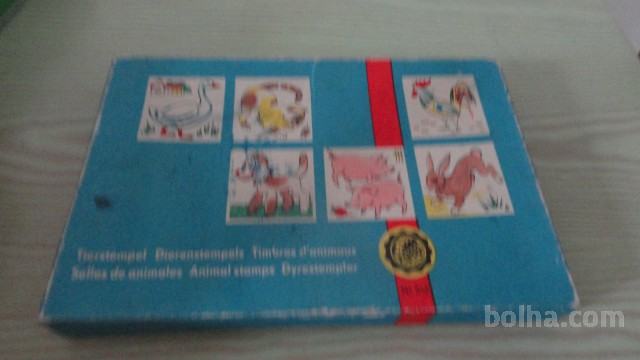 Tierstempel Dierenstempels Timbres d'animaux
Sellos de animales Animal stamps Dyrestempler
bolha.com